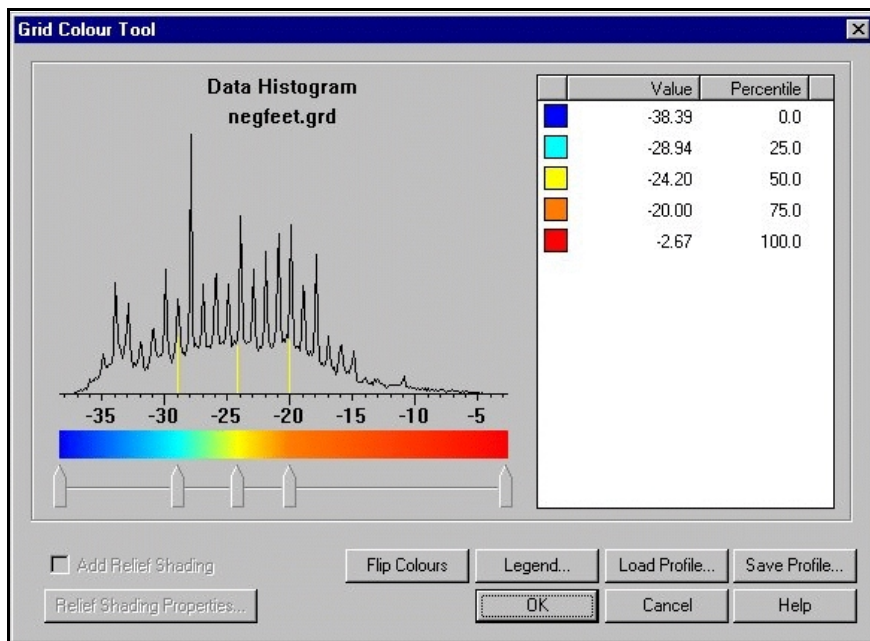 Grid Colour Tool
Data Histogram
negfeet.grd
-35 -30 -25 -20 -15 -10 -5
Value Percentile
-38.39 0.0
-28.94 25.0
-24.20 50.0
-20.00 75.0
-2.67 100.0
Add Relief Shading
Flip Colours Legend... Load Profile... Save Profile...
Relief Shading Properties... OK Cancel Help